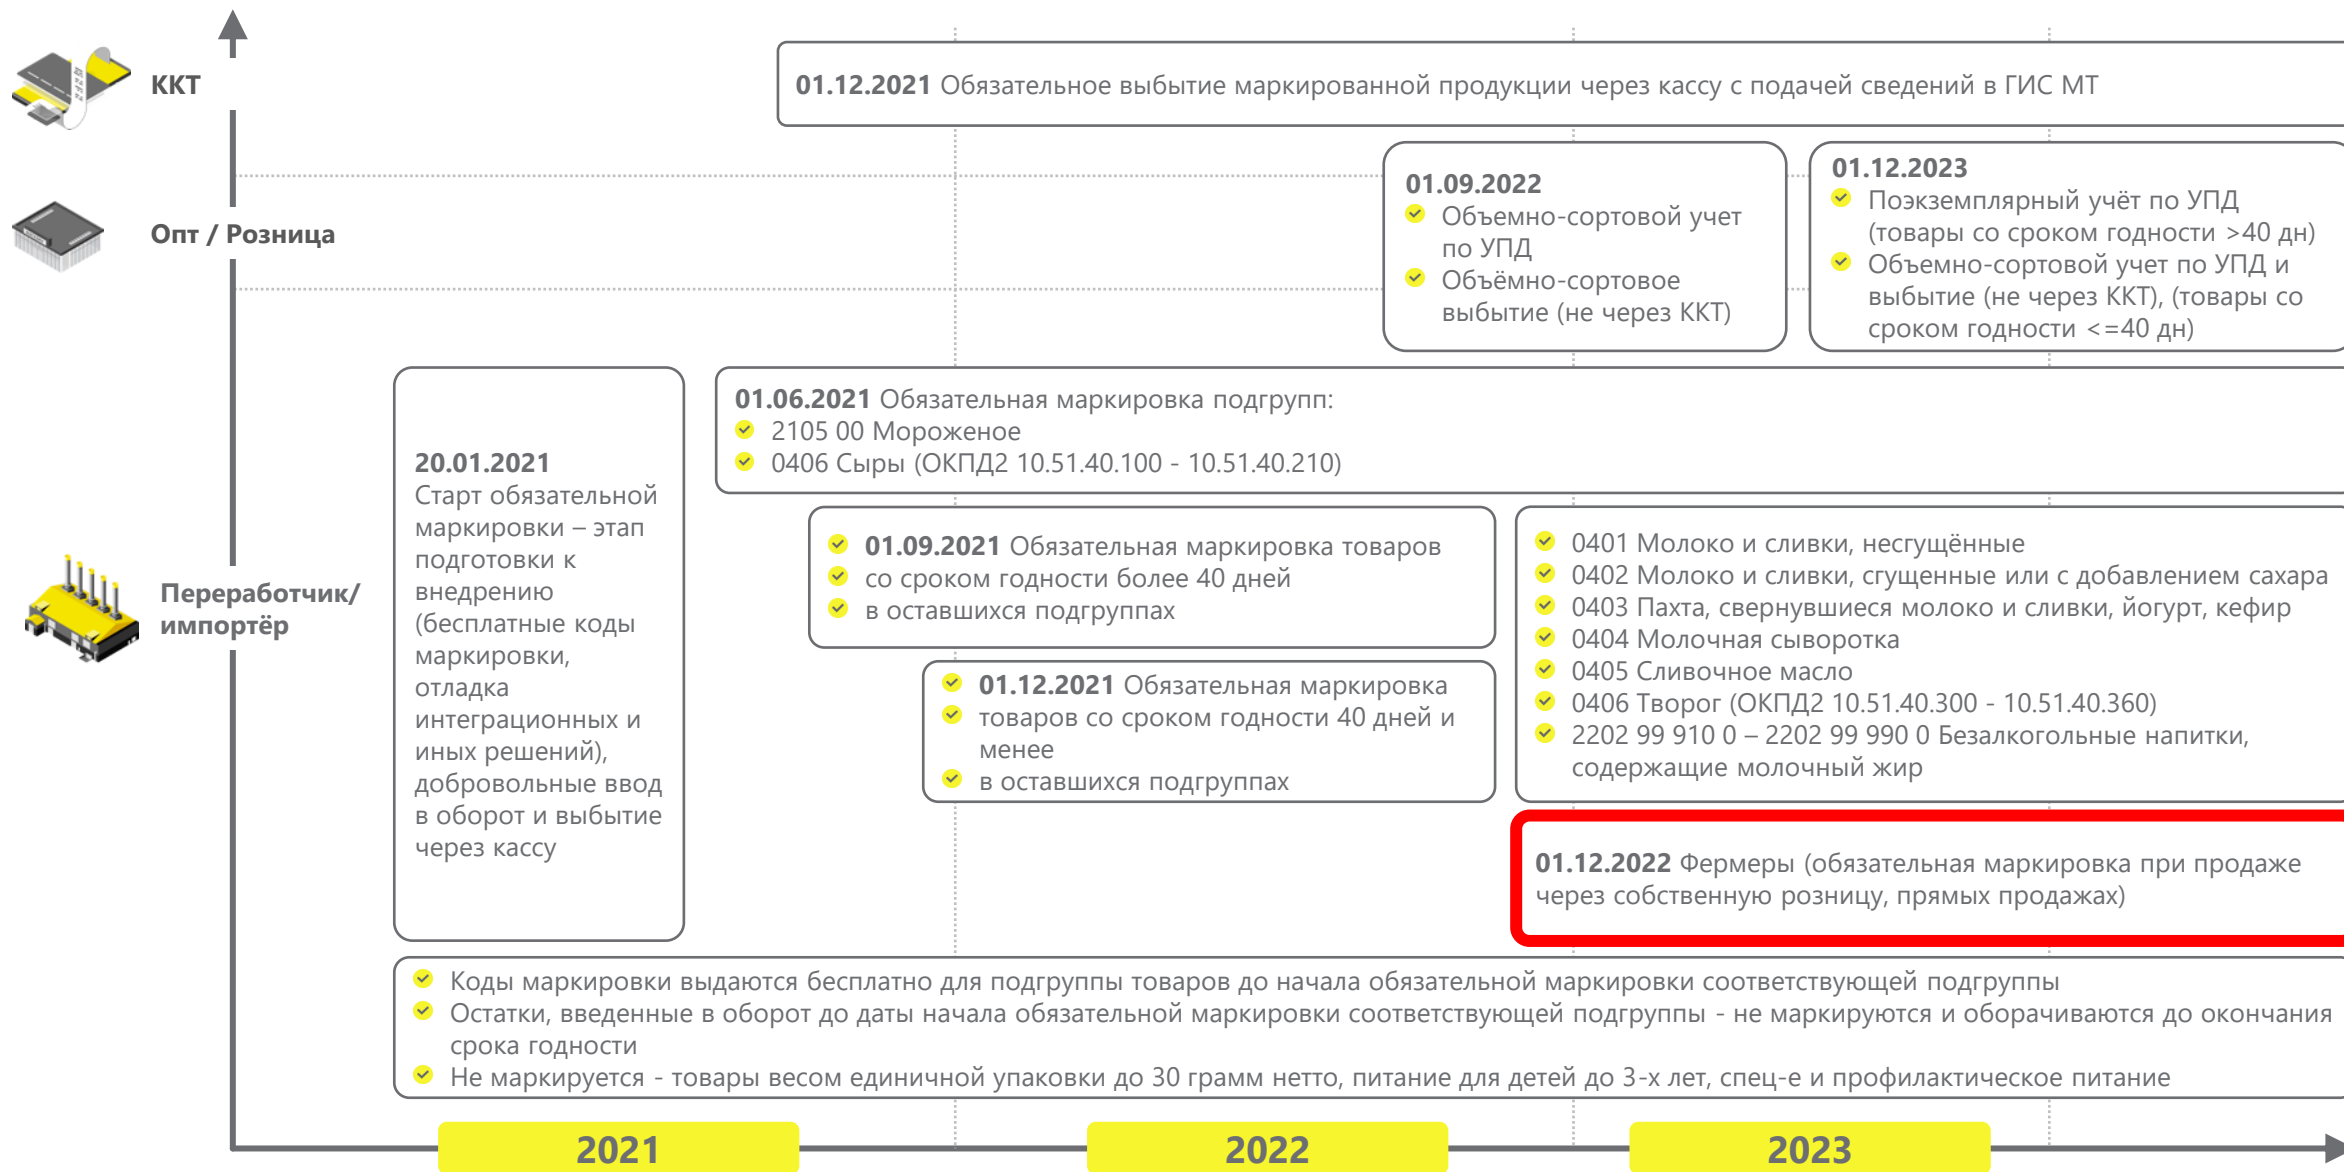 ККТ
01.12.2021 Обязательное выбытие маркированной продукции через кассу с подачей сведений в ГИС МТ
Опт / Розница
01.09.2022
Объемно-сортовой учет
по УПД
Объёмно-сортовое
выбытие (не через ККТ)
01.12.2023
Поэкземплярный учёт по УПД
(товары со сроком годности >40 дн)
Объемно-сортовой учет по УПД и
выбытие (не через ККТ), (товары со
сроком годности <=40 дн)
Переработчик/
импортёр
20.01.2021
Старт обязательной
маркировки – этап
подготовки к
внедрению
(бесплатные коды
маркировки,
отладка
интеграционных и
иных решений),
добровольные ввод
в оборот и выбытие
через кассу
01.06.2021 Обязательная маркировка подгрупп:
2105 00 Мороженое
0406 Сыры (ОКПД2 10.51.40.100 - 10.51.40.210)
01.09.2021 Обязательная маркировка товаров
со сроком годности более 40 дней
в оставшихся подгруппах
01.12.2021 Обязательная маркировка
товаров со сроком годности 40 дней и
менее
в оставшихся подгруппах
0401 Молоко и сливки, несгущённые
0402 Молоко и сливки, сгущенные или с добавлением сахара
0403 Пахта, свернувшиеся молоко и сливки, йогурт, кефир
0404 Молочная сыворотка
0405 Сливочное масло
0406 Творог (ОКПД2 10.51.40.300 - 10.51.40.360)
2202 99 910 0 – 2202 99 990 0 Безалкогольные напитки,
содержащие молочный жир
01.12.2022 Фермеры (обязательная маркировка при продаже
через собственную розницу, прямых продажах)
Коды маркировки выдаются бесплатно для подгруппы товаров до начала обязательной маркировки соответствующей подгруппы
Остатки, введенные в оборот до даты начала обязательной маркировки соответствующей подгруппы - не маркируются и оборачиваются до окончания
срока годности
Не маркируется - товары весом единичной упаковки до 30 грамм нетто, питание для детей до 3-х лет, спец-е и профилактическое питание
2021
2022
2023